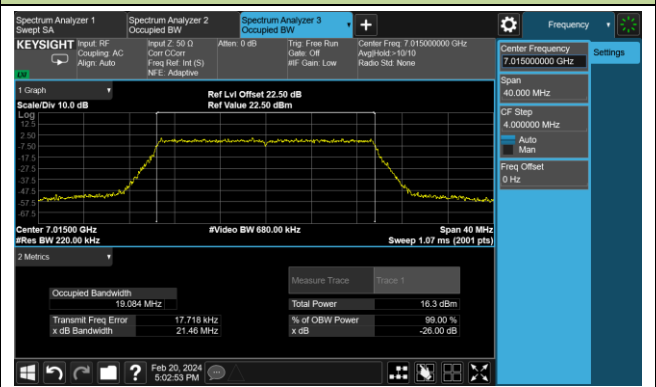 Spectrum Analyzer 1
Swept SA
Spectrum Analyzer 2
Occupied BW
Spectrum Analyzer 3
Occupied BW
Frequency
KEYSIGHT
Input: RF
Coupling: AC
Align: Auto
Input Z: 50 Ω
Corr CCorr
Freq Ref: Int (S)
NFE: Adaptive
Atten: 0 dB
Trig: Free Run
Gate: Off
#IF Gain: Low
Center Freq: 7.015000000 GHz
Avg|Hold:>10/10
Radio Std: None
1 Graph
Scale/Div 10.0 dB
Ref Lvl Offset 22.50 dB
Ref Value 22.50 dBm
Log
12.5
2.50
-7.50
-17.5
-27.5
-37.5
-47.5
-57.5
-67.5
Center 7.01500 GHz
#Res BW 220.00 kHz
#Video BW 680.00 kHz
Span 40 MHz
Sweep 1.07 ms (2001 pts)
2 Metrics
Measure Trace
Trace 1
Occupied Bandwidth
19.084 MHz
Total Power
16.3 dBm
Transmit Freq Error
17.718 kHz
% of OBW Power
99.00 %
x dB Bandwidth
21.46 MHz
x dB
-26.00 dB
Center Frequency
7.015000000 GHz
Settings
Span
40.000 MHz
CF Step
4.000000 MHz
Auto
Man
Freq Offset
0 Hz
Feb 20, 2024
5:02:53 PM